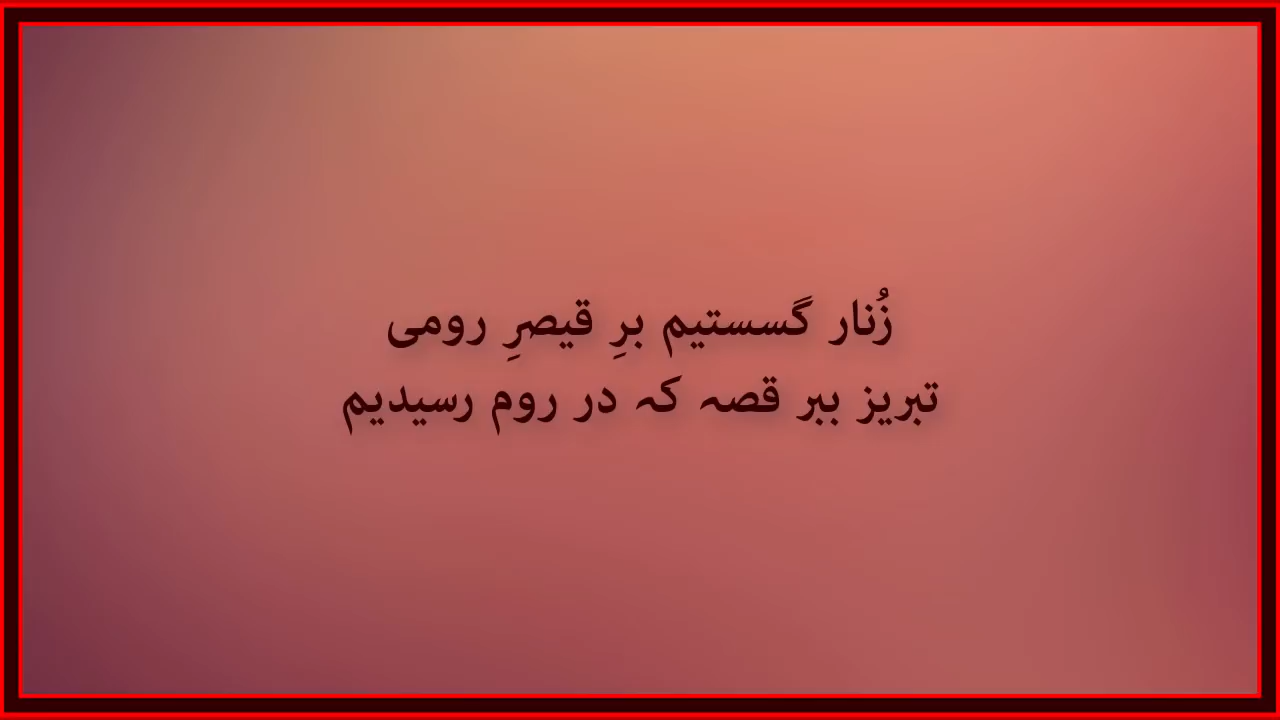 زُنار گسستیم برِ قیصرِ رومی
تبریز ببر قصه که در روم رسیدیم